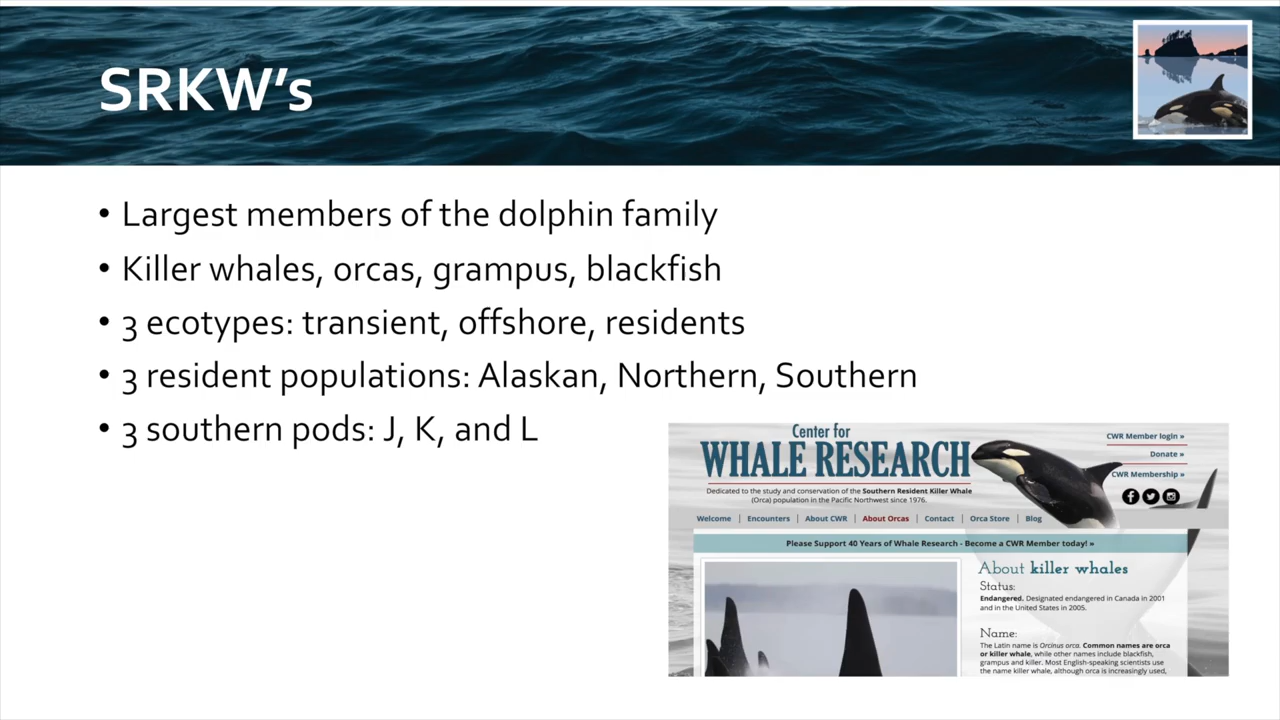 SRKW's
• Largest members of the dolphin family
• Killer whales, orcas, grampus, blackfish
• 3 ecotypes: transient, offshore, residents
• 3 resident populations: Alaskan, Northern, Southern
• 3 southern pods: J, K, and L
Center for
WHALE RESEARCH
Dedicated to the study and conservation of the Southern Resident Killer Whale
(Orca) population in the Pacific Northwest since 1976.
CWR Member login »
Donate »
CWR Membership »
Welcome | Encounters | About CWR | About Orcas | Contact | Orca Store | Blog
Please Support 40 Years of Whale Research - Become a CWR Member today! »
About killer whales
Status:
Endangered. Designated endangered in Canada in 2001
and in the United States in 2005.
Name:
The Latin name is Orcinus orca. Common names are orca
or killer whale, while other names include blackfish,
grampus and killer. Most English-speaking scientists use
the name killer whale, although orca is increasingly used,